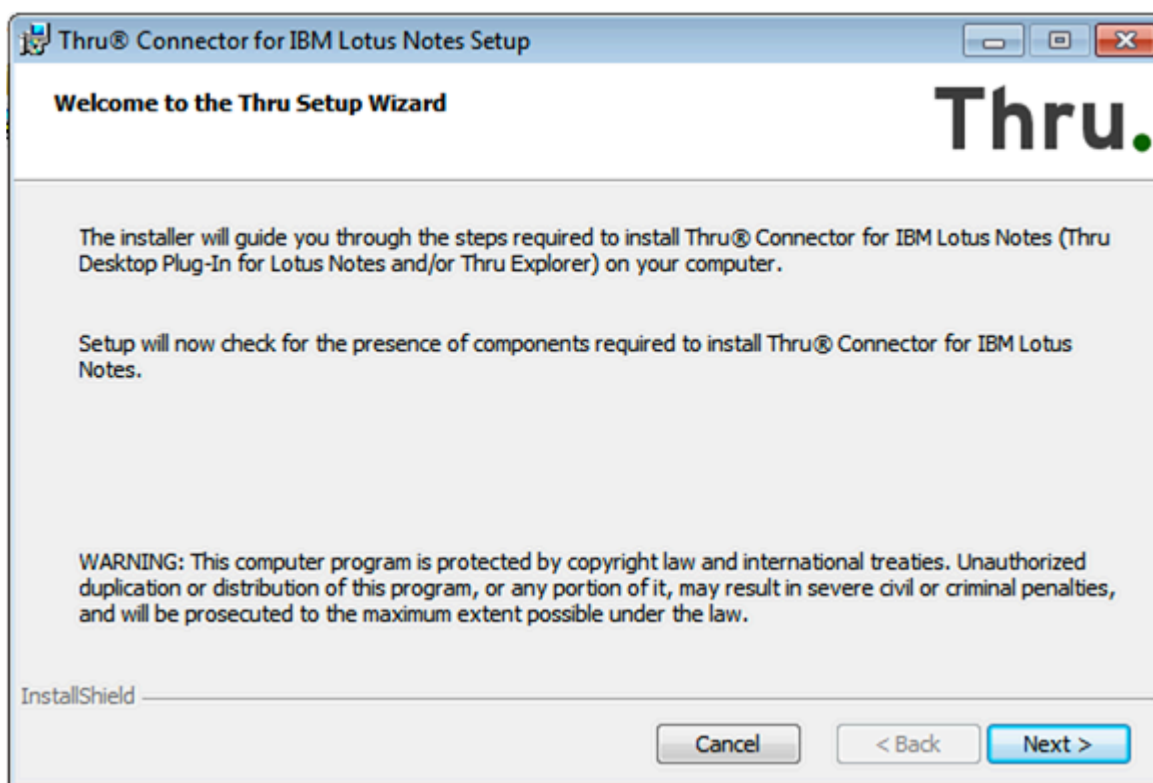 Thru® Connector for IBM Lotus Notes Setup
Welcome to the Thru Setup Wizard
Thru.
The installer will guide you through the steps required to install Thru® Connector for IBM Lotus Notes (Thru
Desktop Plug-In for Lotus Notes and/or Thru Explorer) on your computer.
Setup will now check for the presence of components required to install Thru® Connector for IBM Lotus
Notes.
WARNING: This computer program is protected by copyright law and international treaties. Unauthorized
duplication or distribution of this program, or any portion of it, may result in severe civil or criminal penalties,
and will be prosecuted to the maximum extent possible under the law.
InstallShield
Cancel < Back Next >